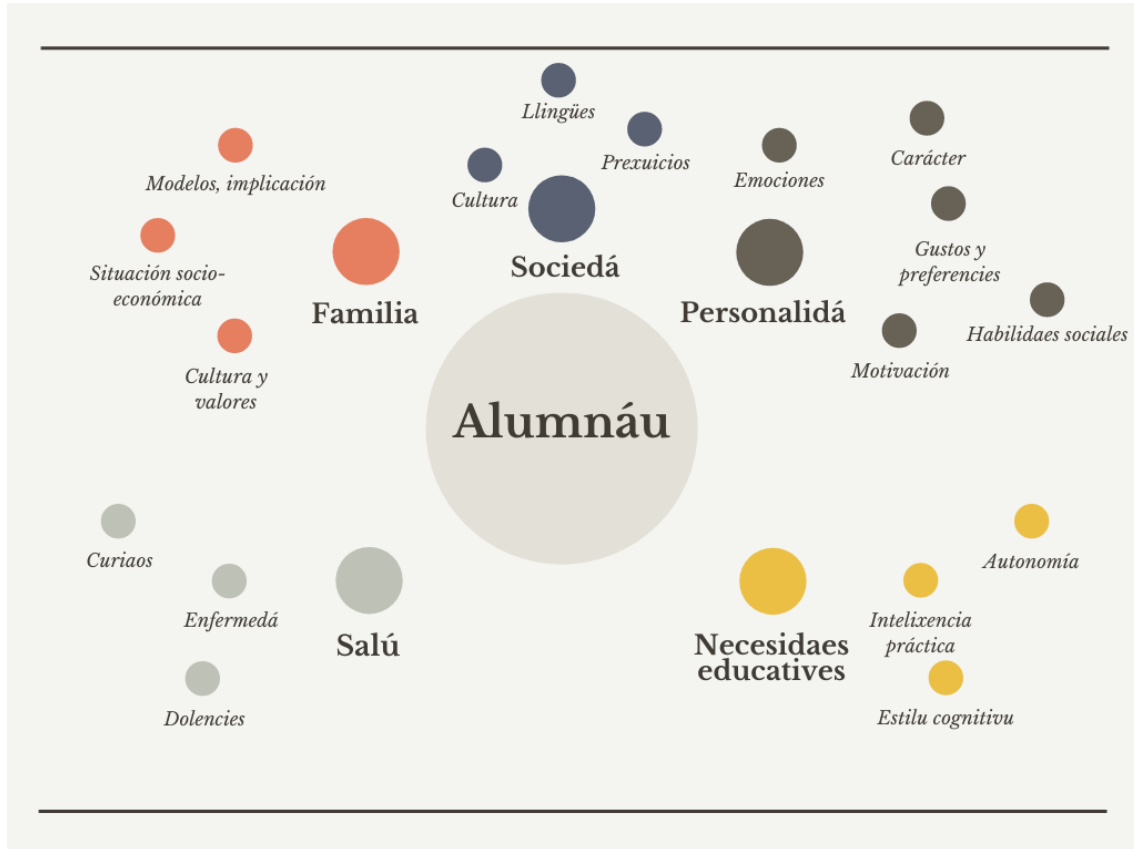 Llingües
Prexuicios
Cultura
Sociedá
Modelos, implicación
Situación socio-
económica
Cultura y
valores
Familia
Emociones
Carácter
Gustos y
preferencies
Habilidaes sociales
Motivación
Personalidá
Alumnáu
Curiaos
Enfermedá
Dolencies
Salú
Necesidaes
educatives
Autonomía
Intelixencia
práctica
Estilu cognitivu